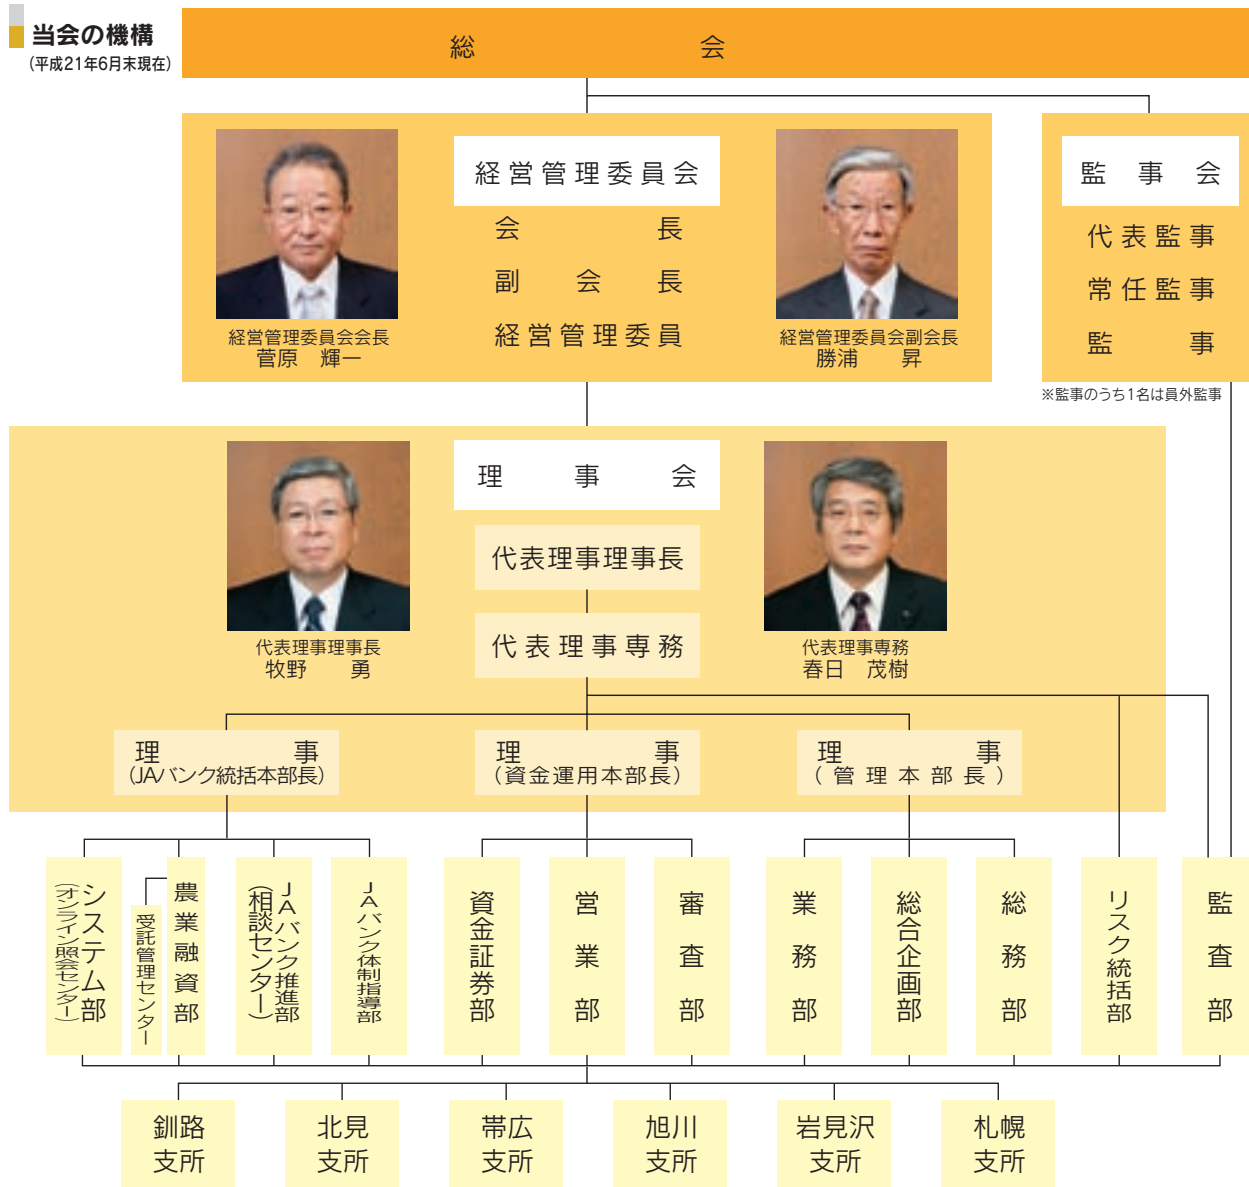 当会の機構
(平成21年6月末現在)
総会
経営管理委員会
会長
副会長
経営管理委員
経営管理委員会会長
菅原 輝一
経営管理委員会副会長
勝浦 昇
監事会
代表監事
常任監事
監事
※監事のうち1名は員外監事
理事会
代表理事理事長
代表理事専務
代表理事理事長
牧野 勇
代表理事専務
春日 茂樹
理事
(JAバンク統括本部長)
理事
(資金運用本部長)
理事
(管理本部長)
システム部
(オンライン照会センター)
受託管理センター
農業融資部
JAバンク推進部
(相談センター)
JAバンク体制指導部
資金証券部
営業部
審査部
業務部
総合企画部
総務部
リスク統括部
監査部
釧路
支所
北見
支所
帯広
支所
旭川
支所
岩見沢
支所
札幌
支所